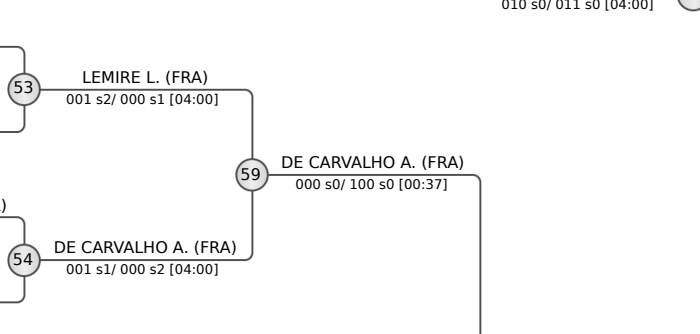 010 s0/ 011 s0 [04:00]
53
LEMIRE L. (FRA)
001 s2/ 000 s1 [04:00]
59
DE CARVALHO A. (FRA)
000 s0/ 100 s0 [00:37]
)
54
DE CARVALHO A. (FRA)
001 s1/ 000 s2 [04:00]